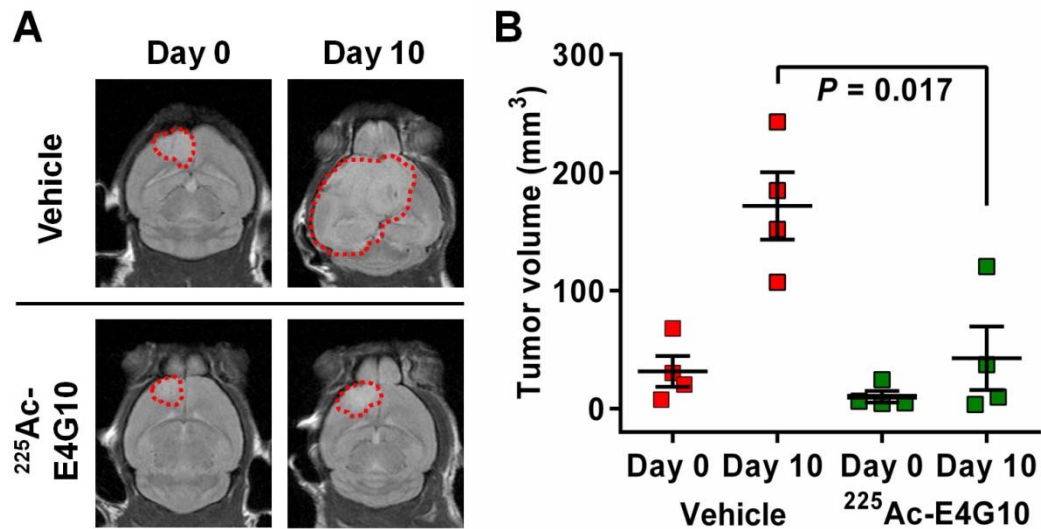 A
Day 0 Day 10
Vehicle
²²⁵Ac-
E4G10
B
Tumor volume (mm³)
300
200
100
0
P = 0.017
Day 0 Day 10 Day 0 Day 10
Vehicle ²²⁵Ac-E4G10